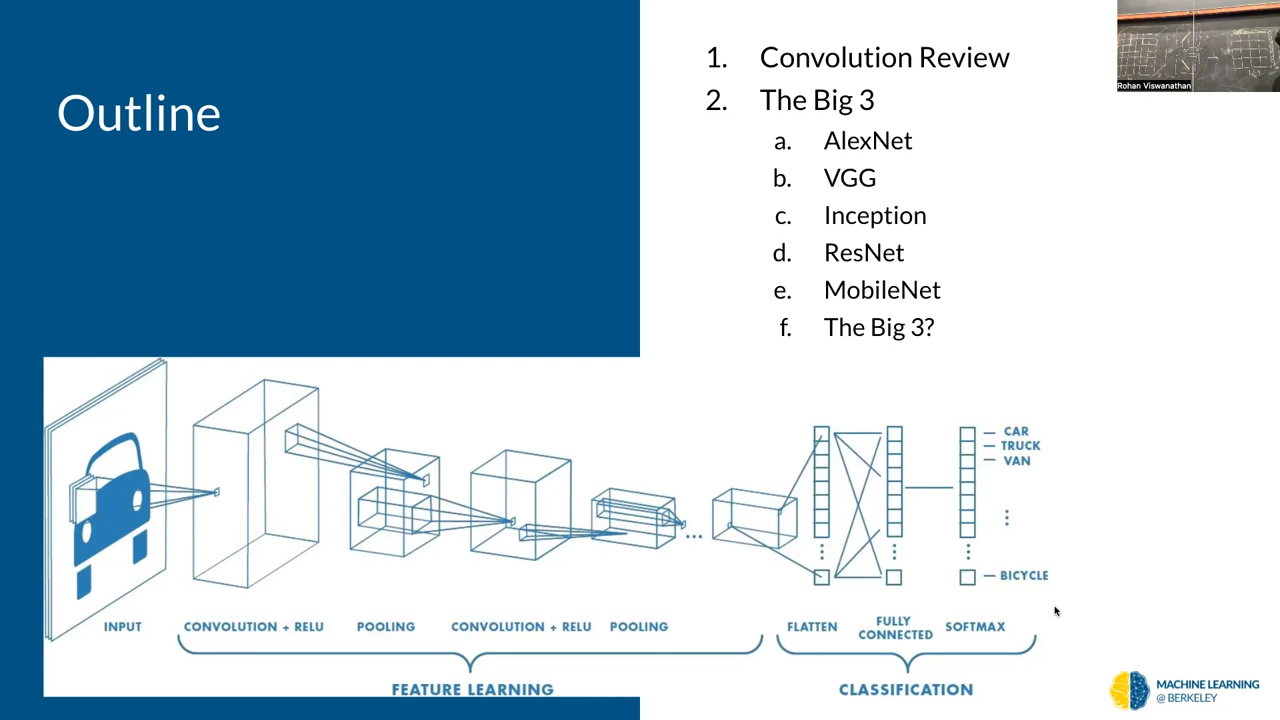 Outline
1. Convolution Review
2. The Big 3
a. AlexNet
b. VGG
c. Inception
d. ResNet
e. MobileNet
f. The Big 3?
Rohan Viswanathan
CAR
TRUCK
VAN
BICYCLE
INPUT
CONVOLUTION + RELU
POOLING
CONVOLUTION + RELU
POOLING
FLATTEN
FULLY
CONNECTED
SOFTMAX
FEATURE LEARNING
CLASSIFICATION
MACHINE LEARNING
@ BERKELEY